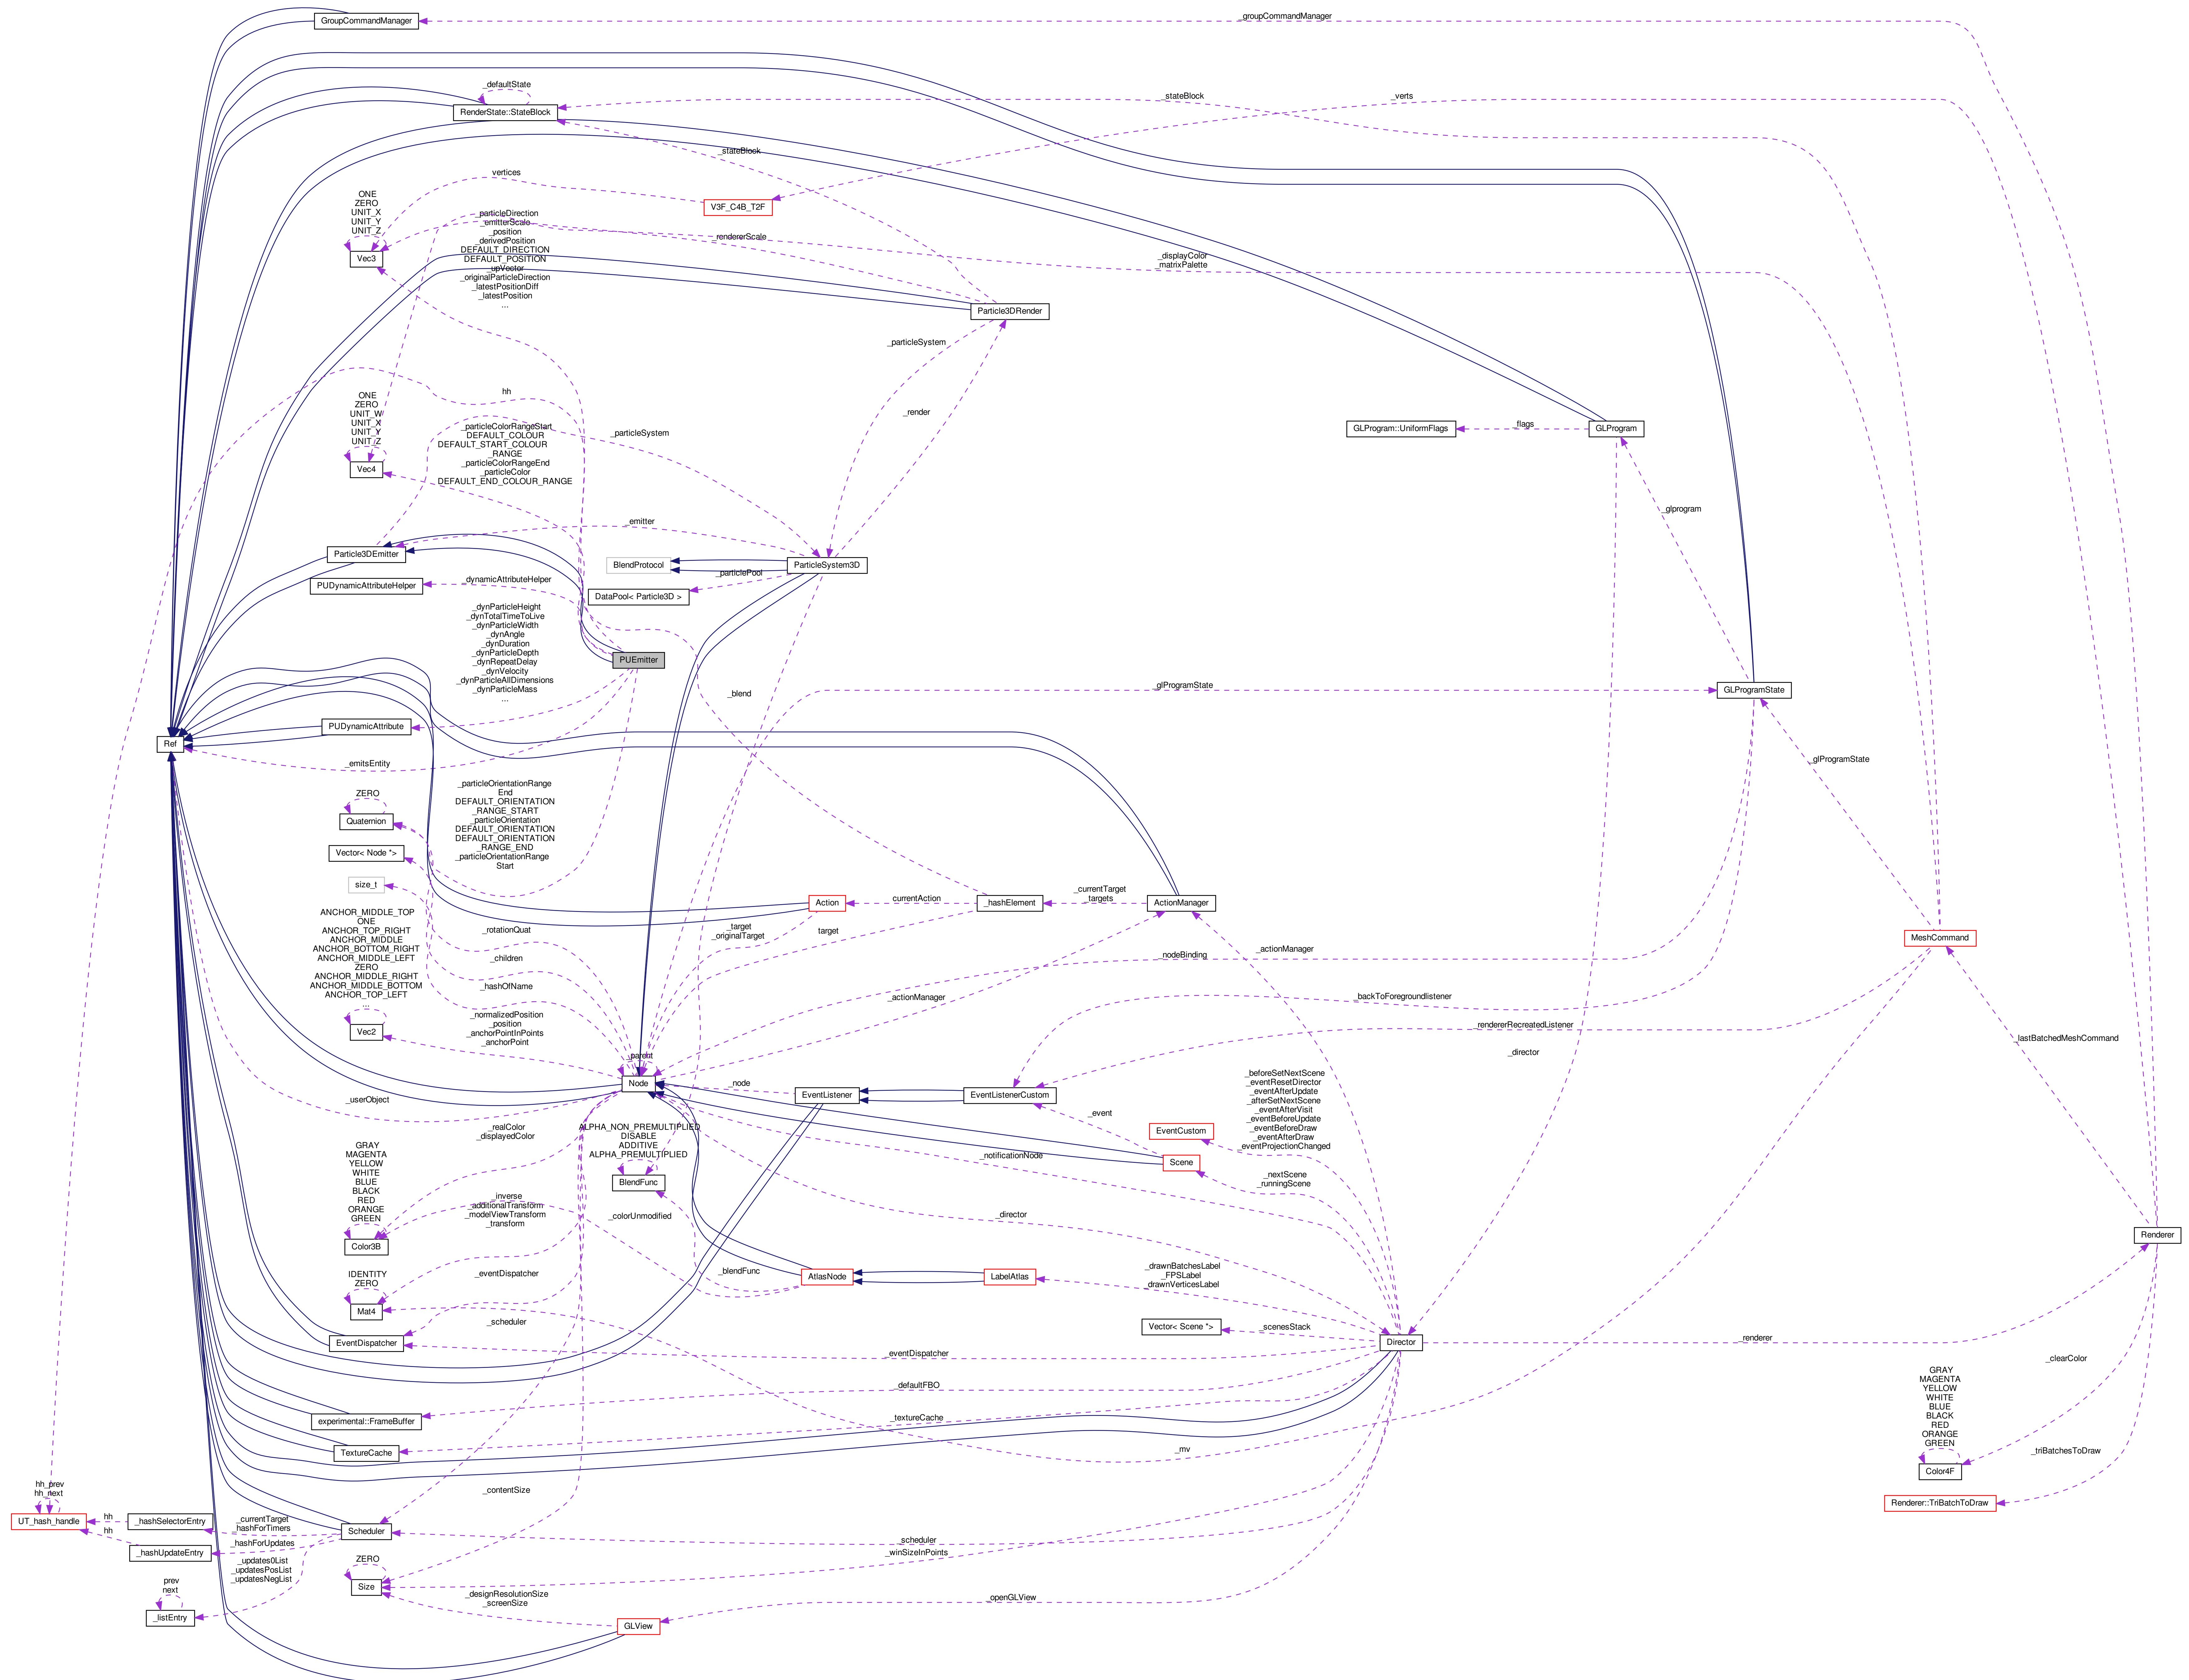 GroupCommandManager
_groupCommandManager
_defaultState
RenderState::StateBlock
_stateBlock
_verts
_stateBlock
vertices
V3F_C4B_T2F
ONE
ZERO
UNIT_X
UNIT_Y
UNIT_Z
Vec3
_particleDirection
_emitterScale
_position
_derivedPosition
DEFAULT_DIRECTION
DEFAULT_POSITION
_upVector
_originalParticleDirection
_latestPositionDiff
_latestPosition
...
_rendererScale
_displayColor
_matrixPalette
Particle3DRender
_particleSystem
hh
ONE
ZERO
UNIT_W
UNIT_X
UNIT_Y
UNIT_Z
Vec4
_particleColorRangeStart
DEFAULT_COLOUR
DEFAULT_START_COLOUR
_RANGE
_particleColorRangeEnd
_particleColor
DEFAULT_END_COLOUR_RANGE
_particleSystem
_render
GLProgram::UniformFlags
_flags
GLProgram
_glprogram
_emitter
Particle3DEmitter
BlendProtocol
ParticleSystem3D
_particlePool
PUDynamicAttributeHelper
_dynamicAttributeHelper
DataPool< Particle3D >
_dynParticleHeight
_dynTotalTimeToLive
_dynParticleWidth
_dynAngle
_dynDuration
_dynParticleDepth
_dynRepeatDelay
_dynVelocity
_dynParticleAllDimensions
_dynParticleMass
...
PUEmitter
_blend
_glProgramState
GLProgramState
PUDynamicAttribute
Ref
_emitsEntity
_glProgramState
_particleOrientationRange
End
DEFAULT_ORIENTATION
_RANGE_START
_particleOrientation
DEFAULT_ORIENTATION
DEFAULT_ORIENTATION
_RANGE_END
_particleOrientationRange
Start
ZERO
Quaternion
Vector< Node *>
size_t
Action
currentAction
_hashElement
_currentTarget
_targets
ActionManager
ANCHOR_MIDDLE_TOP
ONE
ANCHOR_TOP_RIGHT
ANCHOR_MIDDLE
ANCHOR_BOTTOM_RIGHT
ANCHOR_MIDDLE_LEFT
ZERO
ANCHOR_MIDDLE_RIGHT
ANCHOR_MIDDLE_BOTTOM
ANCHOR_TOP_LEFT
...
Vec2
_rotationQuat
_children
_hashOfName
_normalizedPosition
_position
_anchorPointInPoints
_anchorPoint
_target
_originalTarget
target
MeshCommand
_nodeBinding
_actionManager
_actionManager
_backToForegroundlistener
_rendererRecreatedListener
_lastBatchedMeshCommand
_director
_parent
Node
_node
EventListener
EventListenerCustom
_userObject
_event
_beforeSetNextScene
_eventResetDirector
_eventAfterUpdate
_afterSetNextScene
_eventAfterVisit
_eventBeforeUpdate
_eventBeforeDraw
_eventAfterDraw
_eventProjectionChanged
EventCustom
Scene
_realColor
_displayedColor
ALPHA_NON_PREMULTIPLIED
DISABLE
ADDITIVE
ALPHA_PREMULTIPLIED
BlendFunc
_notificationNode
_nextScene
_runningScene
GRAY
MAGENTA
YELLOW
WHITE
BLUE
BLACK
RED
ORANGE
GREEN
Color3B
_inverse
_additionalTransform
_modelViewTransform
_transform
_colorUnmodified
_director
Renderer
IDENTITY
ZERO
Mat4
_eventDispatcher
_blendFunc
AtlasNode
LabelAtlas
_drawnBatchesLabel
_FPSLabel
_drawnVerticesLabel
EventDispatcher
_scheduler
Vector< Scene *>
_scenesStack
Director
_renderer
_eventDispatcher
_clearColor
_defaultFBO
experimental::FrameBuffer
GRAY
MAGENTA
YELLOW
WHITE
BLUE
BLACK
RED
ORANGE
GREEN
Color4F
_textureCache
TextureCache
_mv
_triBatchesToDraw
Renderer::TriBatchToDraw
hh_prev
hh_next
UT_hash_handle
hh
_hashSelectorEntry
hh
_hashUpdateEntry
_currentTarget
_hashForTimers
_hashForUpdates
Scheduler
_contentSize
_scheduler
_winSizeInPoints
_updates0List
_updatesPosList
_updatesNegList
ZERO
Size
prev
next
_listEntry
_designResolutionSize
_screenSize
GLView
_openGLView